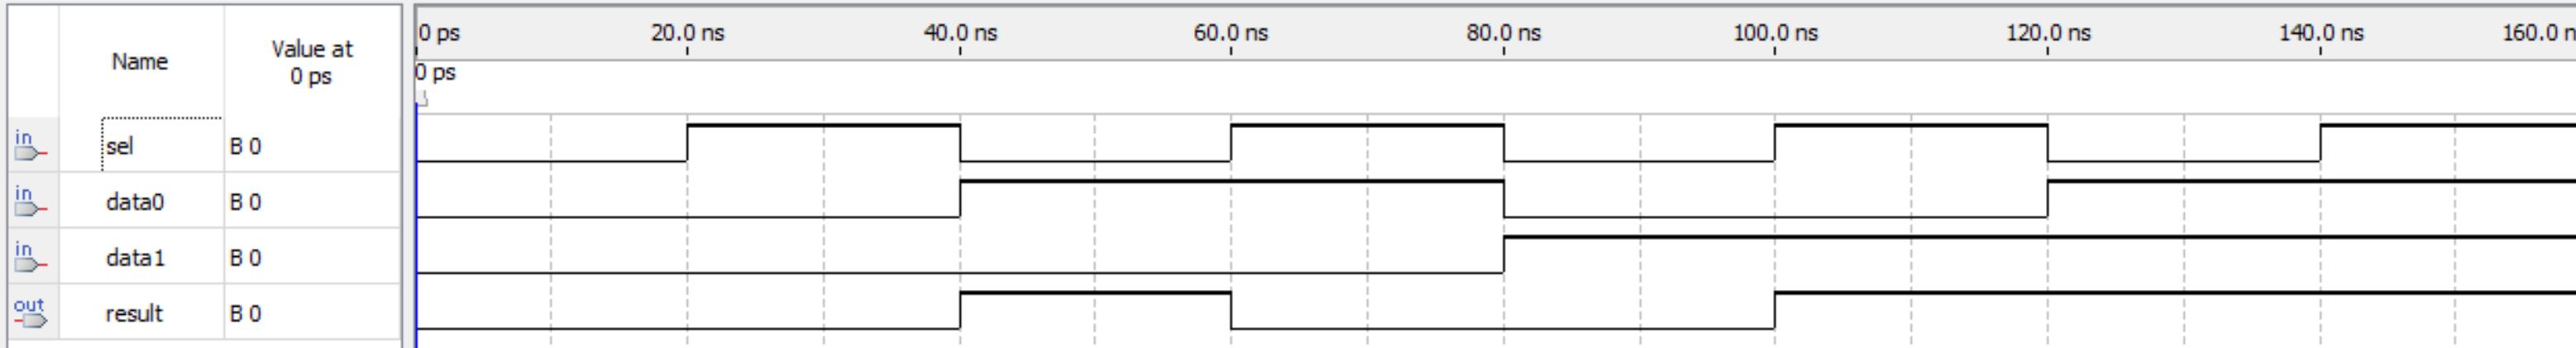 Name
Value at
0 ps
0 ps 20.0 ns 40.0 ns 60.0 ns 80.0 ns 100.0 ns 120.0 ns 140.0 ns 160.0 n
0 ps
in sel B 0
in data0 B 0
in data1 B 0
out result B 0